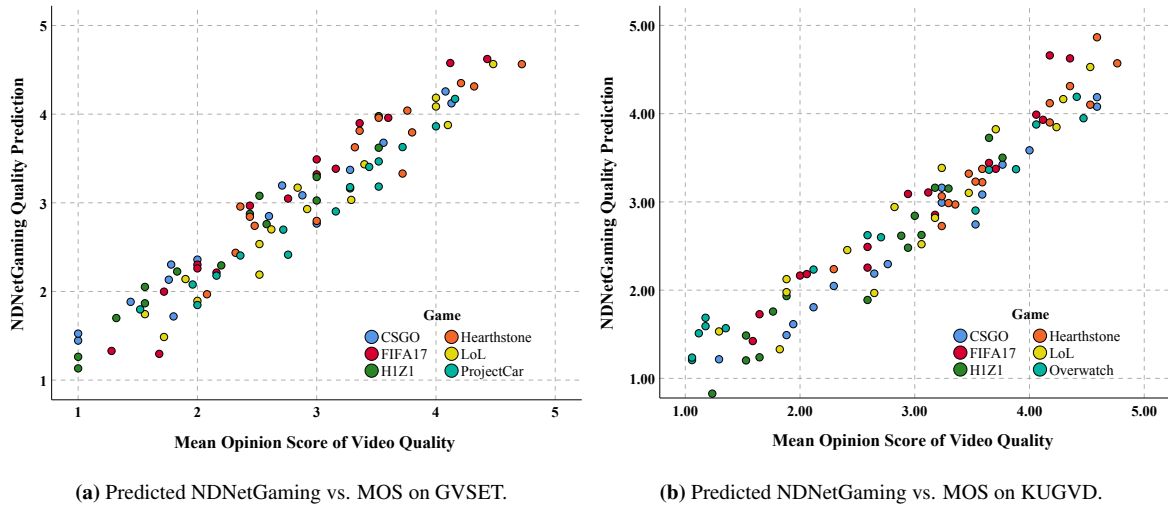 NDNetGaming Quality Prediction
5
4
3
2
1
1
2
3
4
5
Mean Opinion Score of Video Quality
Game
CSGO
Hearthstone
FIFA17
LoL
H1Z1
ProjectCar
(a) Predicted NDNetGaming vs. MOS on GVSET.
NDNetGaming Quality Prediction
5.00
4.00
3.00
2.00
1.00
1.00
2.00
3.00
4.00
5.00
Mean Opinion Score of Video Quality
Game
CSGO
Hearthstone
FIFA17
LoL
H1Z1
Overwatch
(b) Predicted NDNetGaming vs. MOS on KUGVD.